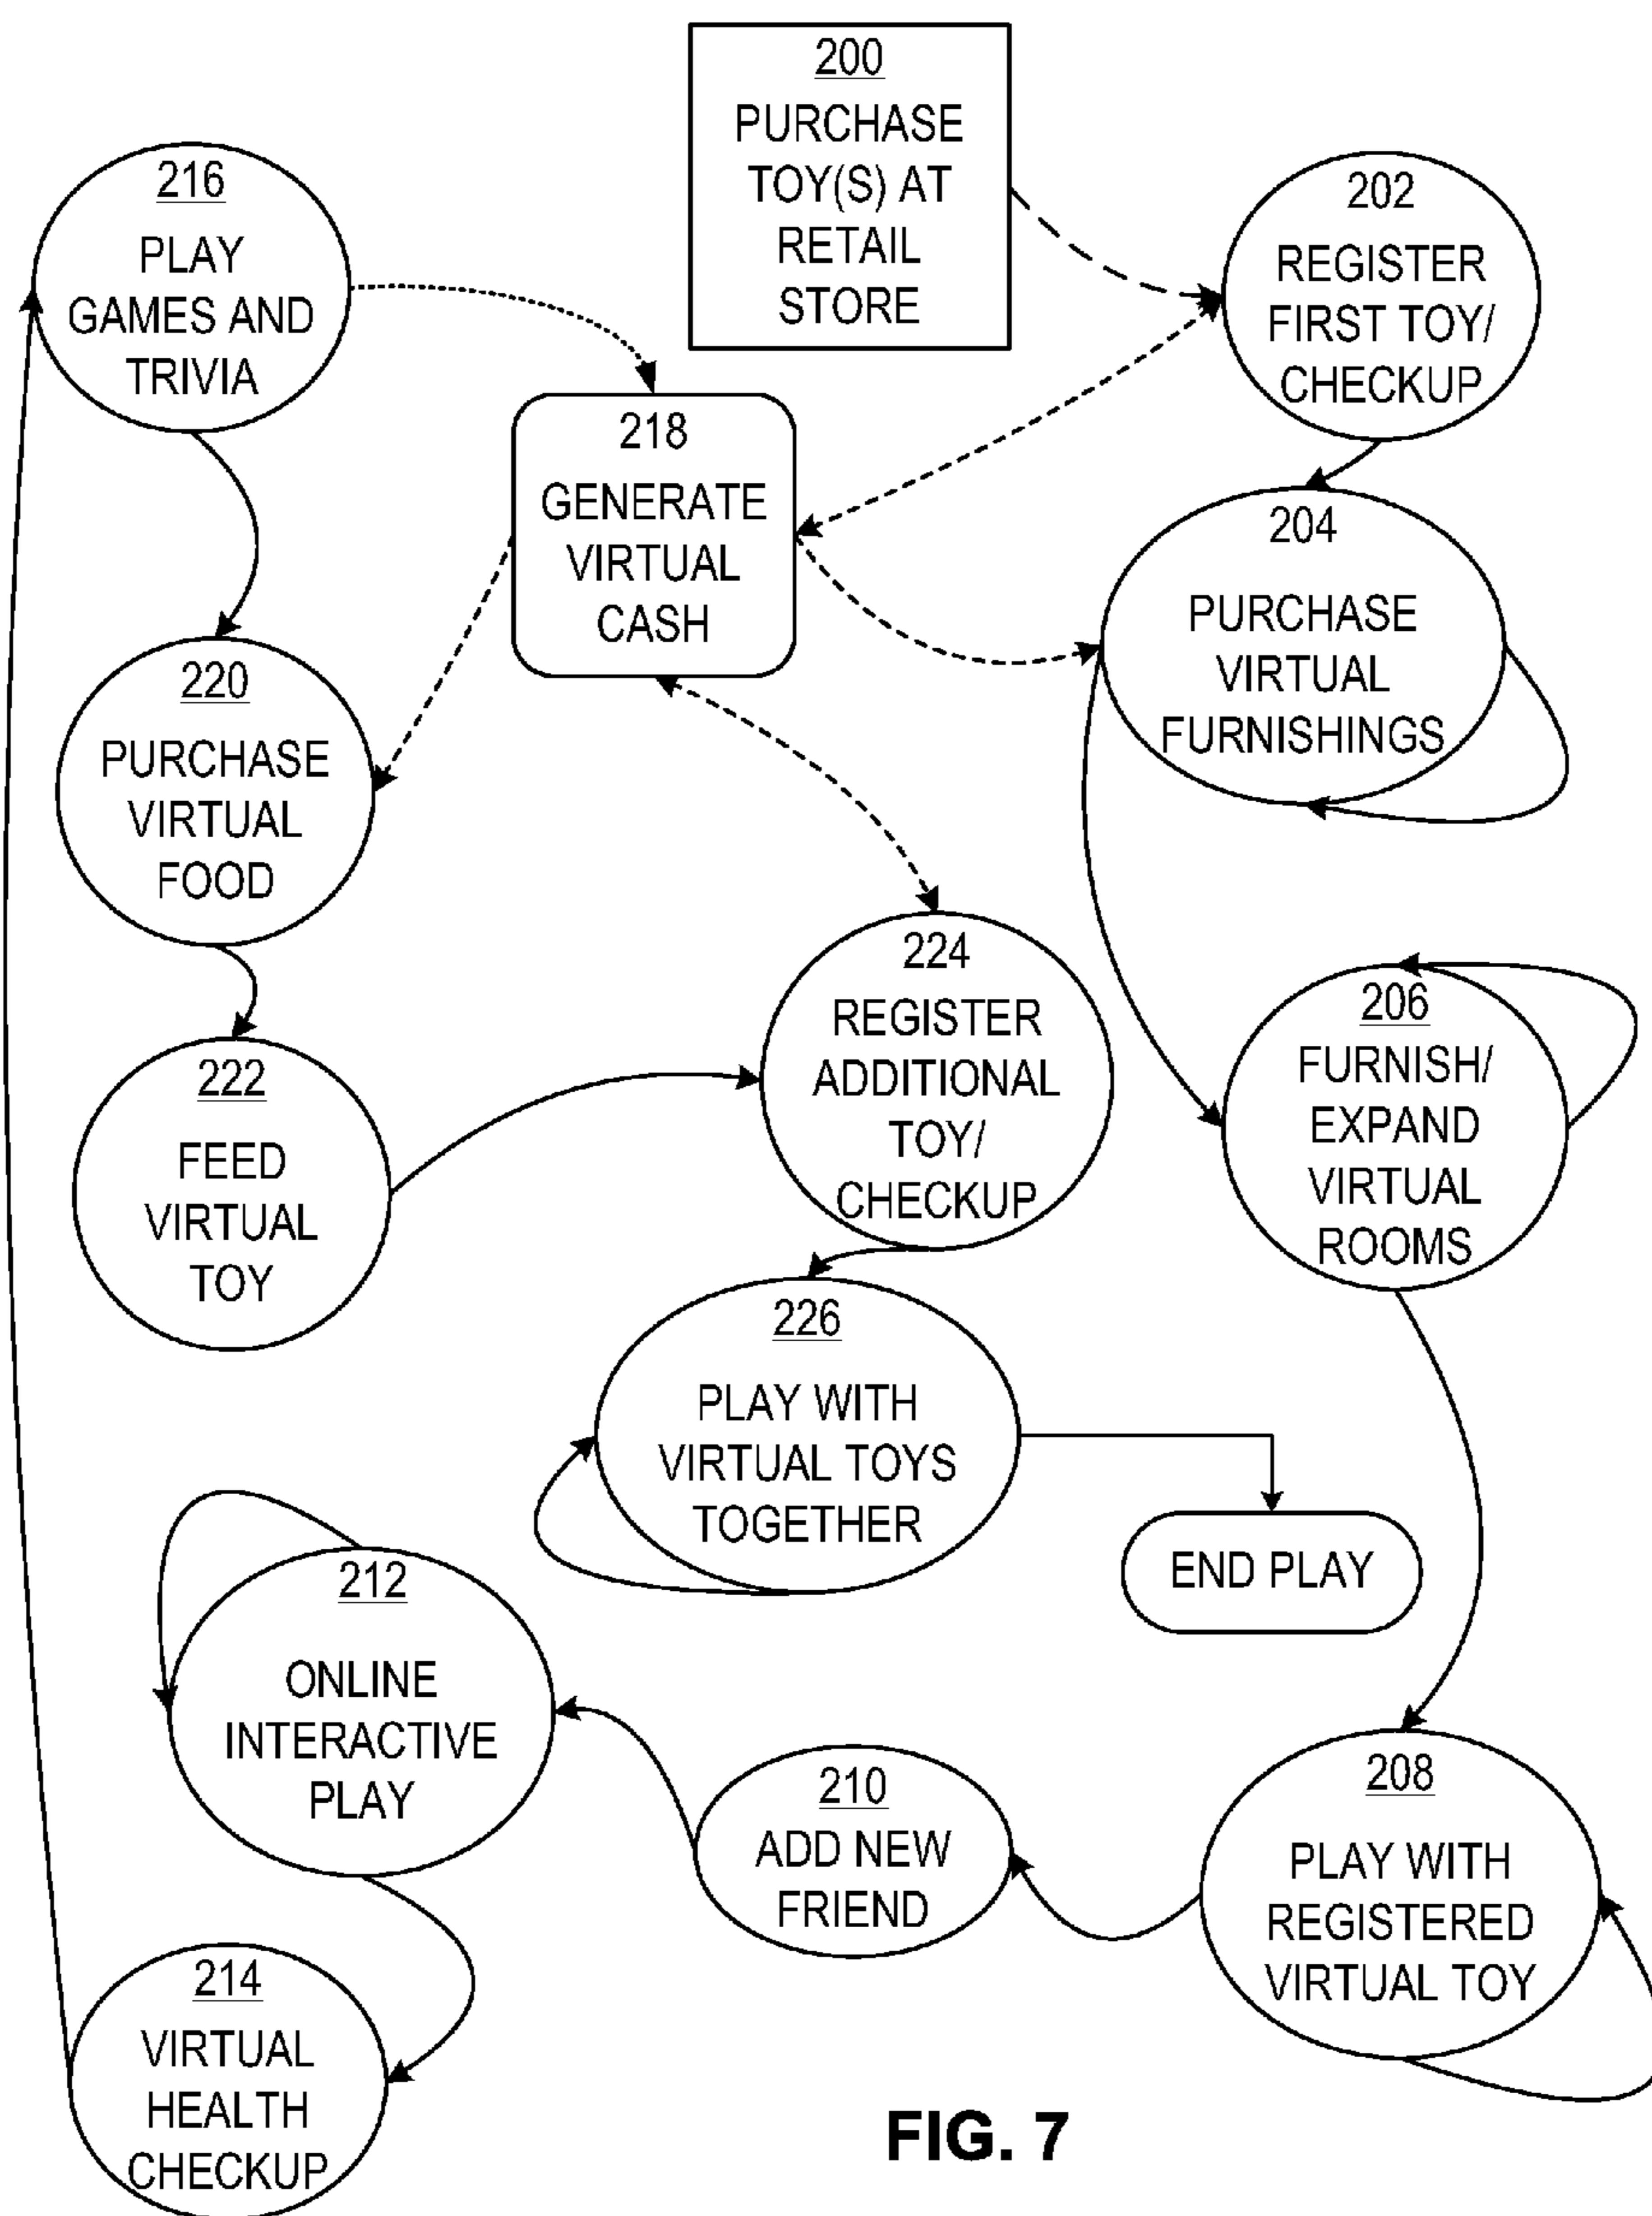 200
PURCHASE
TOY(S) AT
RETAIL
STORE
202
REGISTER
FIRST TOY/
CHECKUP
216
PLAY
GAMES AND
TRIVIA
218
GENERATE
VIRTUAL
CASH
204
PURCHASE
VIRTUAL
FURNISHINGS
220
PURCHASE
VIRTUAL
FOOD
224
REGISTER
ADDITIONAL
TOY/
CHECKUP
206
FURNISH/
EXPAND
VIRTUAL
ROOMS
222
FEED
VIRTUAL
TOY
226
PLAY WITH
VIRTUAL TOYS
TOGETHER
END PLAY
212
ONLINE
INTERACTIVE
PLAY
210
ADD NEW
FRIEND
208
PLAY WITH
REGISTERED
VIRTUAL TOY
214
VIRTUAL
HEALTH
CHECKUP
FIG. 7